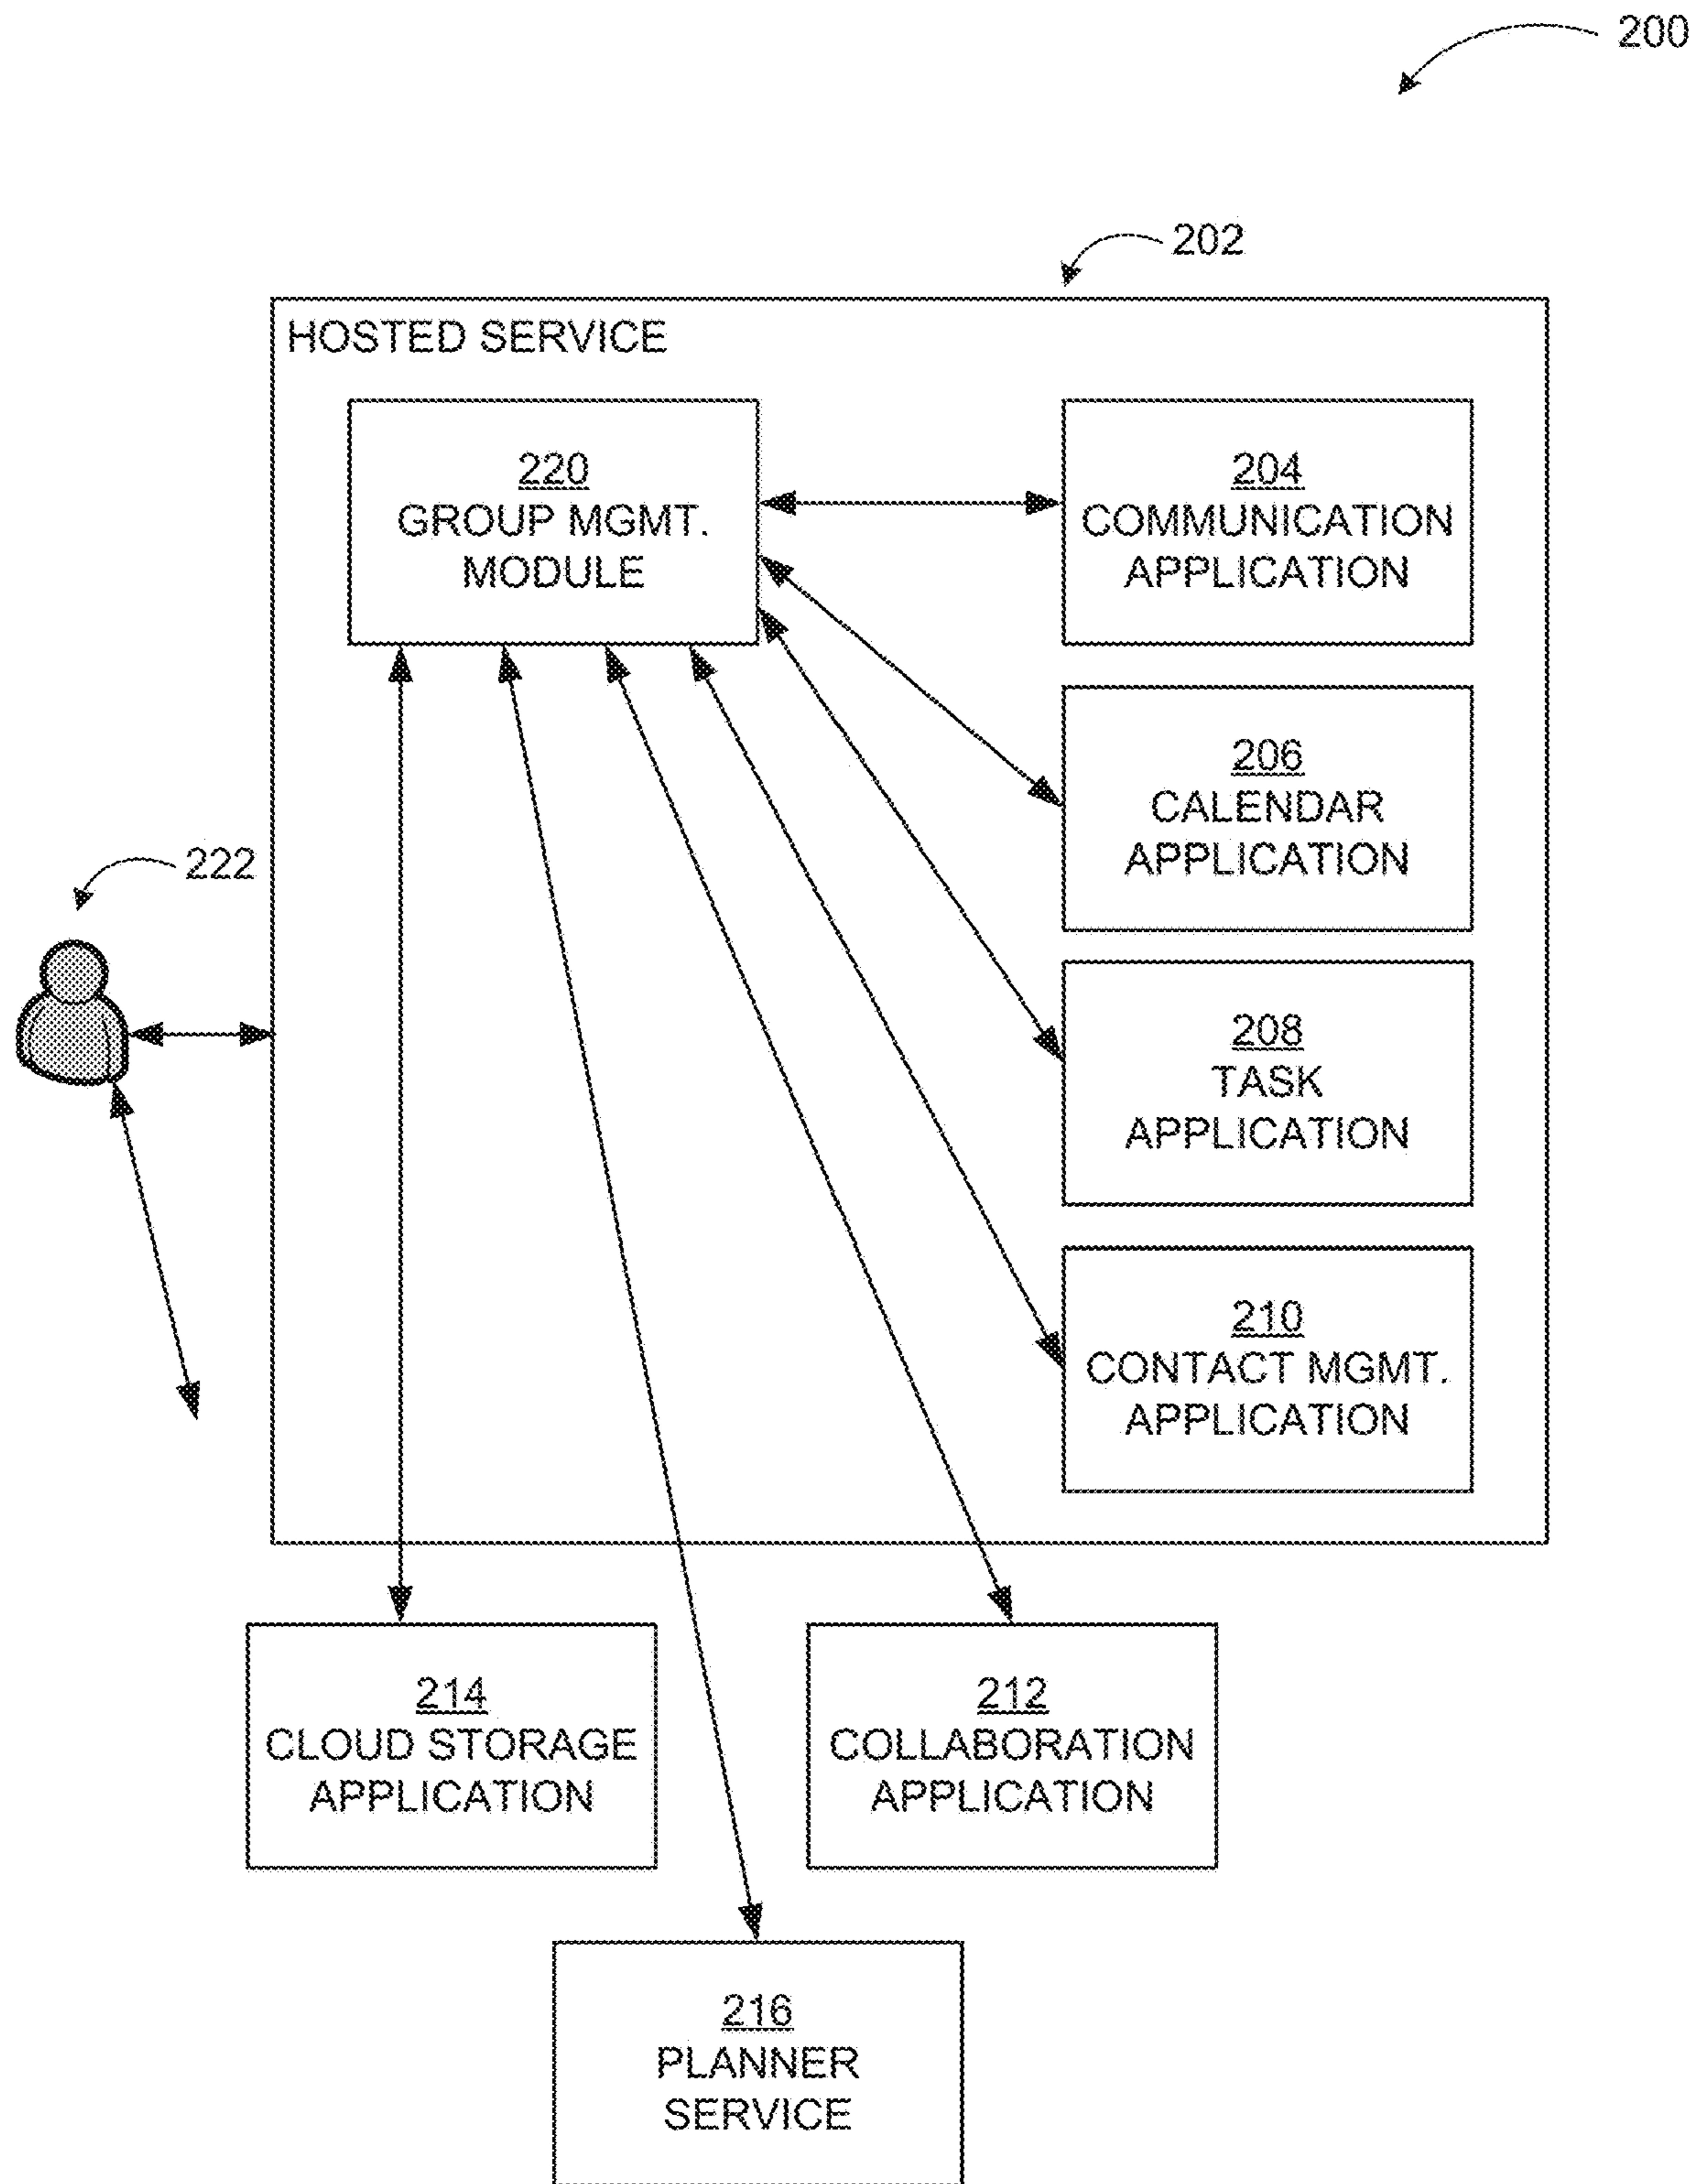 200
202
HOSTED SERVICE
220
GROUP MGMT.
MODULE
204
COMMUNICATION
APPLICATION
206
CALENDAR
APPLICATION
222
208
TASK
APPLICATION
210
CONTACT MGMT.
APPLICATION
214
CLOUD STORAGE
APPLICATION
212
COLLABORATION
APPLICATION
216
PLANNER
SERVICE